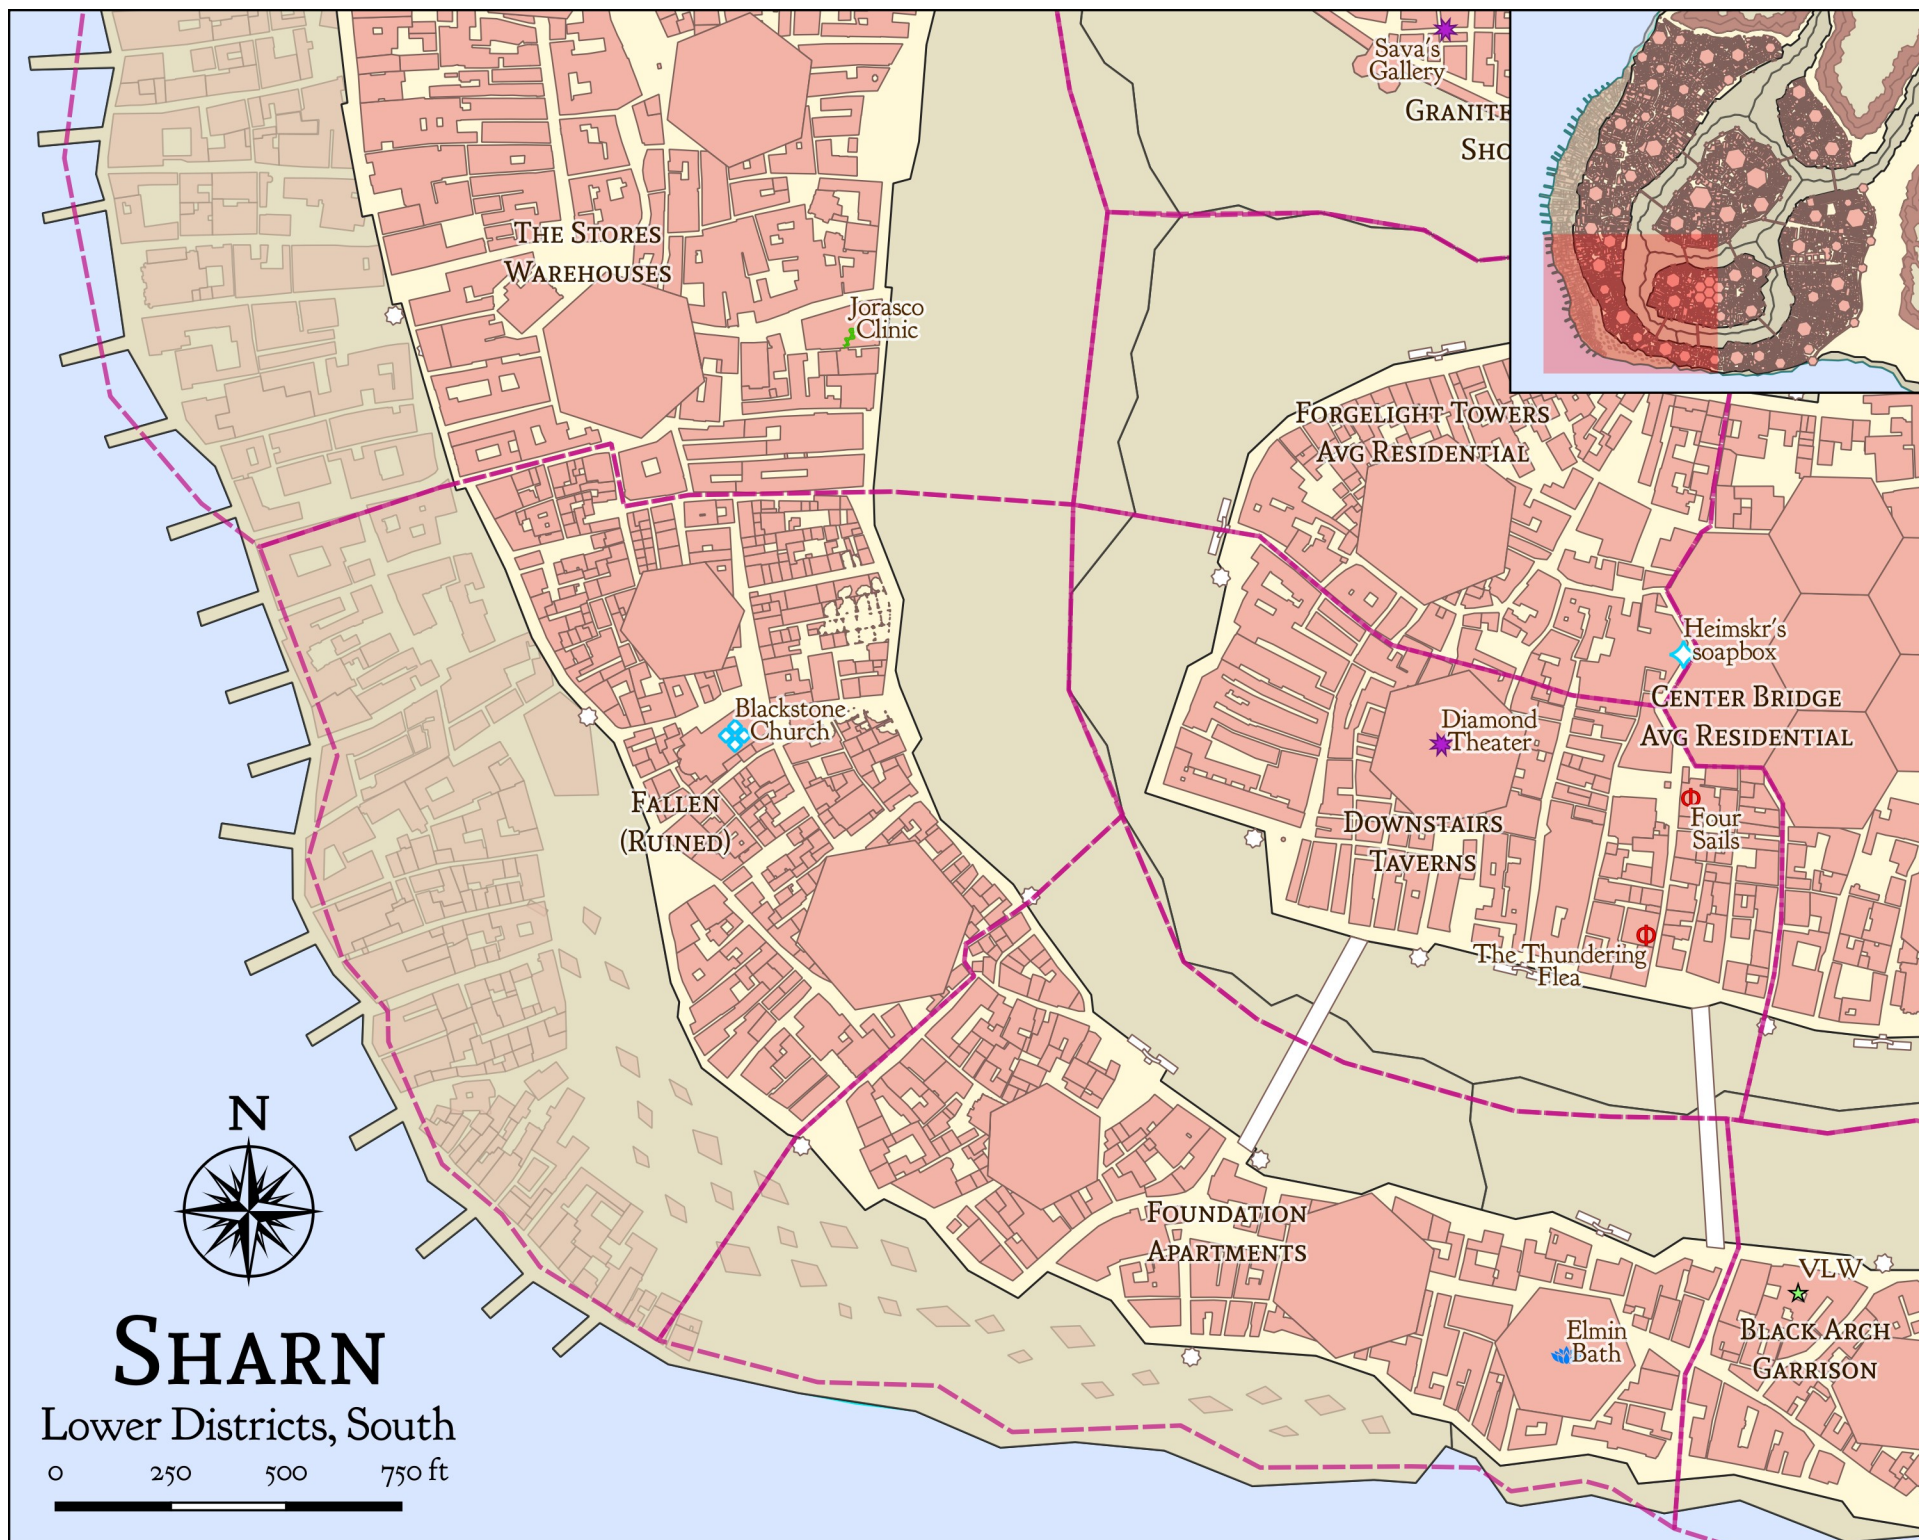 Sava's
Gallery
GRANITE
SHO
THE STORES
WAREHOUSES
Jorasco
Clinic
FORGELIGHT TOWERS
AVG RESIDENTIAL
Heimskr's
soapbox
CENTER BRIDGE
AVG RESIDENTIAL
Blackstone
Church
Diamond
Theater
FALLEN
(RUINED)
DOWNSTAIRS
TAVERNS
Four
Sails
The Thundering
Flea
N
FOUNDATION
APARTMENTS
VLW
BLACK ARCH
GARRISON
Elmin
Bath
SHARN
Lower Districts, South
0 250 500 750 ft